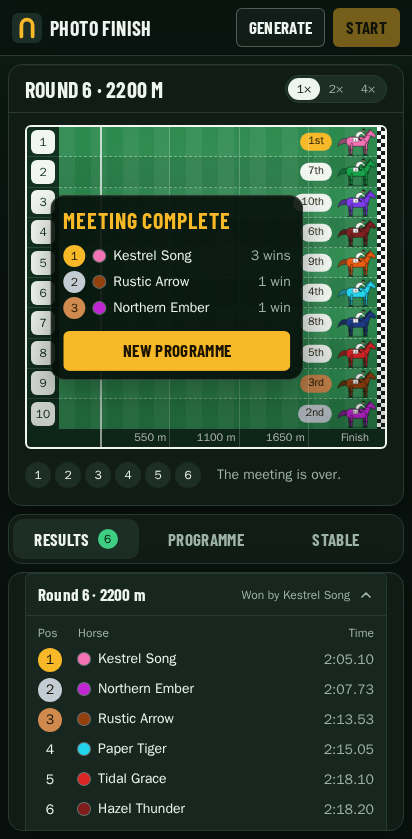 PHOTO FINISH
GENERATE
START
ROUND 6 · 2200 M
1×
2×
4×
1
1st
2
7th
3
10th
4
6th
5
9th
6
4th
7
8th
8
5th
9
3rd
10
2nd
MEETING COMPLETE
1 Kestrel Song 3 wins
2 Rustic Arrow 1 win
3 Northern Ember 1 win
NEW PROGRAMME
550 m 1100 m 1650 m Finish
1 2 3 4 5 6 The meeting is over.
RESULTS 6 PROGRAMME STABLE
Round 6 · 2200 m Won by Kestrel Song
Pos Horse Time
1 Kestrel Song 2:05.10
2 Northern Ember 2:07.73
3 Rustic Arrow 2:13.53
4 Paper Tiger 2:15.05
5 Tidal Grace 2:18.10
6 Hazel Thunder 2:18.20